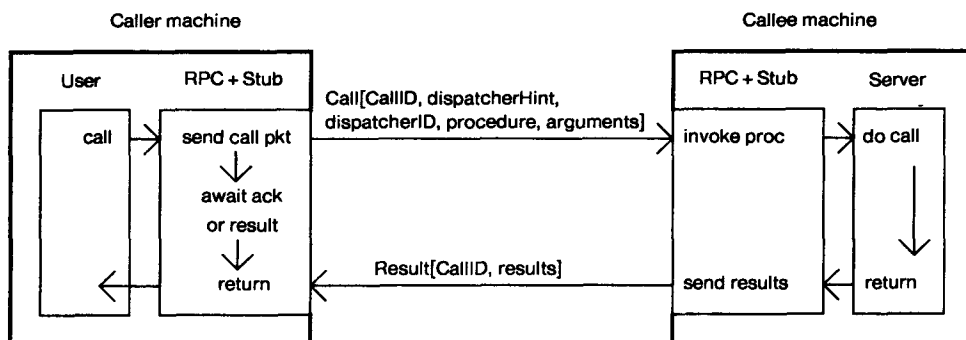 Caller machine
Callee machine
User
RPC + Stub
RPC + Stub
Server
Call[CallID, dispatcherHint,
dispatcherID, procedure, arguments]
call
send call pkt
invoke proc
do call
await ack
or result
Result[CallID, results]
return
send results
return